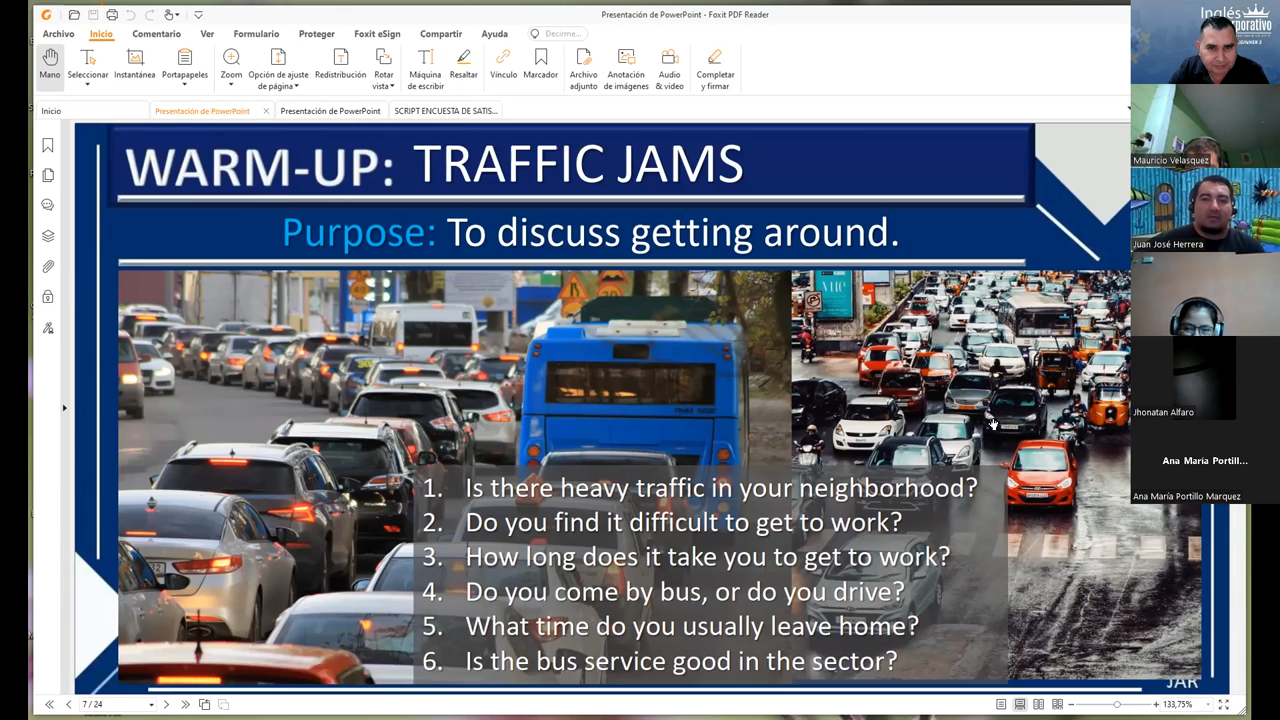 Presentación de PowerPoint - Foxit PDF Reader
Archivo Inicio Comentario Ver Formulario Proteger Foxit eSign Compartir Ayuda Decirme...
Mano Seleccionar Instantánea Portapapeles Zoom Opción de ajuste de página Redistribución Rotar vista Máquina de escribir Resaltar Vínculo Marcador Archivo adjunto Anotación de imágenes Audio & video Completar y firmar
Inicio Presentación de PowerPoint Presentación de PowerPoint SCRIPT ENCUESTA DE SATIS...
WARM-UP: TRAFFIC JAMS
Purpose: To discuss getting around.
1. Is there heavy traffic in your neighborhood?
2. Do you find it difficult to get to work?
3. How long does it take you to get to work?
4. Do you come by bus, or do you drive?
5. What time do you usually leave home?
6. Is the bus service good in the sector?
JAR
7 / 24
133,75%
Inglés
Mauricio Velasquez
Juan José Herrera
Jhonatan Alfaro
Ana Maria Portill...
Ana María Portillo Marquez